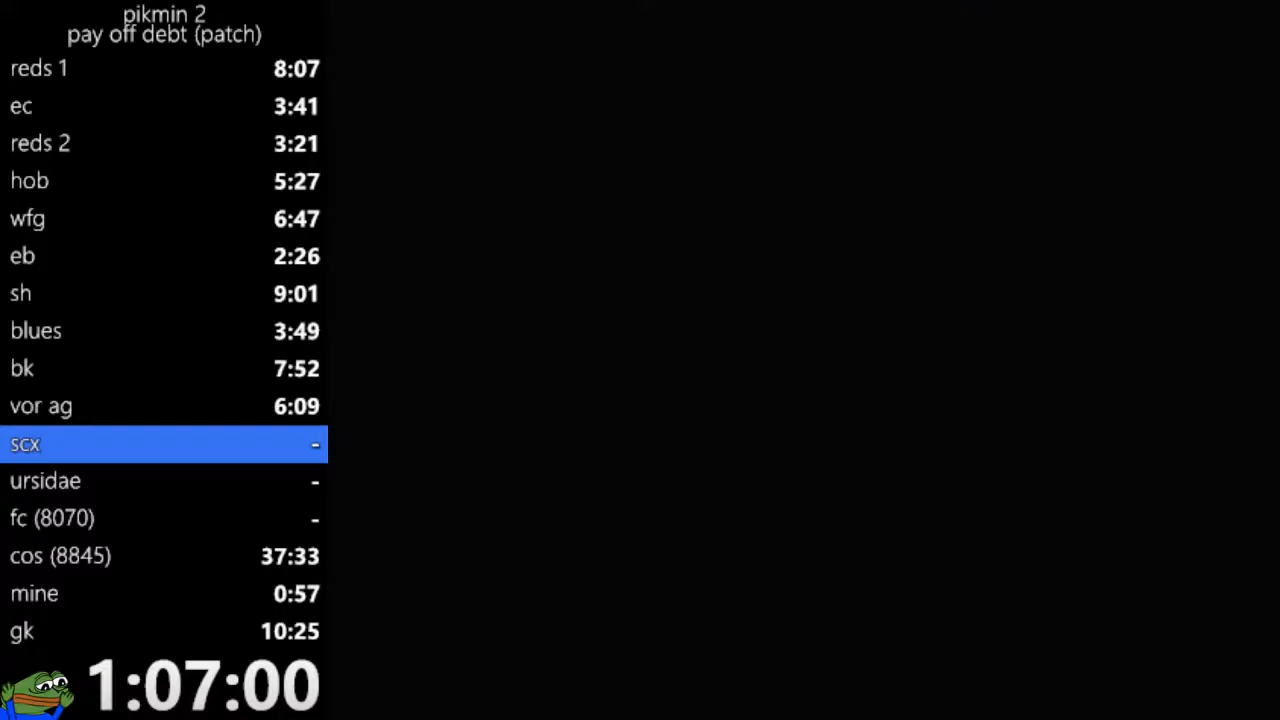 pikmin 2
pay off debt (patch)
reds 1 8:07
ec 3:41
reds 2 3:21
hob 5:27
wfg 6:47
eb 2:26
sh 9:01
blues 3:49
bk 7:52
vor ag 6:09
scx -
ursidae -
fc (8070) -
cos (8845) 37:33
mine 0:57
gk 10:25
1:07:00